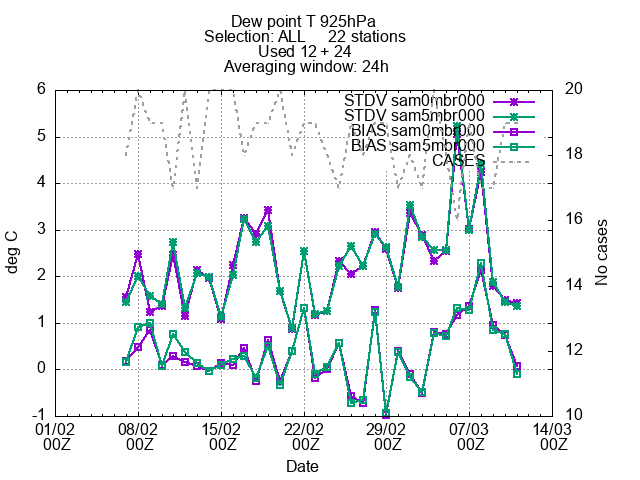 Dew point T 925hPa
Selection: ALL 22 stations
Used 12 + 24
Averaging window: 24h
STDV sam0mbr000
STDV sam5mbr000
BIAS sam0mbr000
BIAS sam5mbr000
CASES
deg C
6
5
4
3
2
1
0
-1
No cases
20
18
16
14
12
10
01/02 08/02 15/02 22/02 29/02 07/03 14/03
00Z 00Z 00Z 00Z 00Z 00Z 00Z
Date